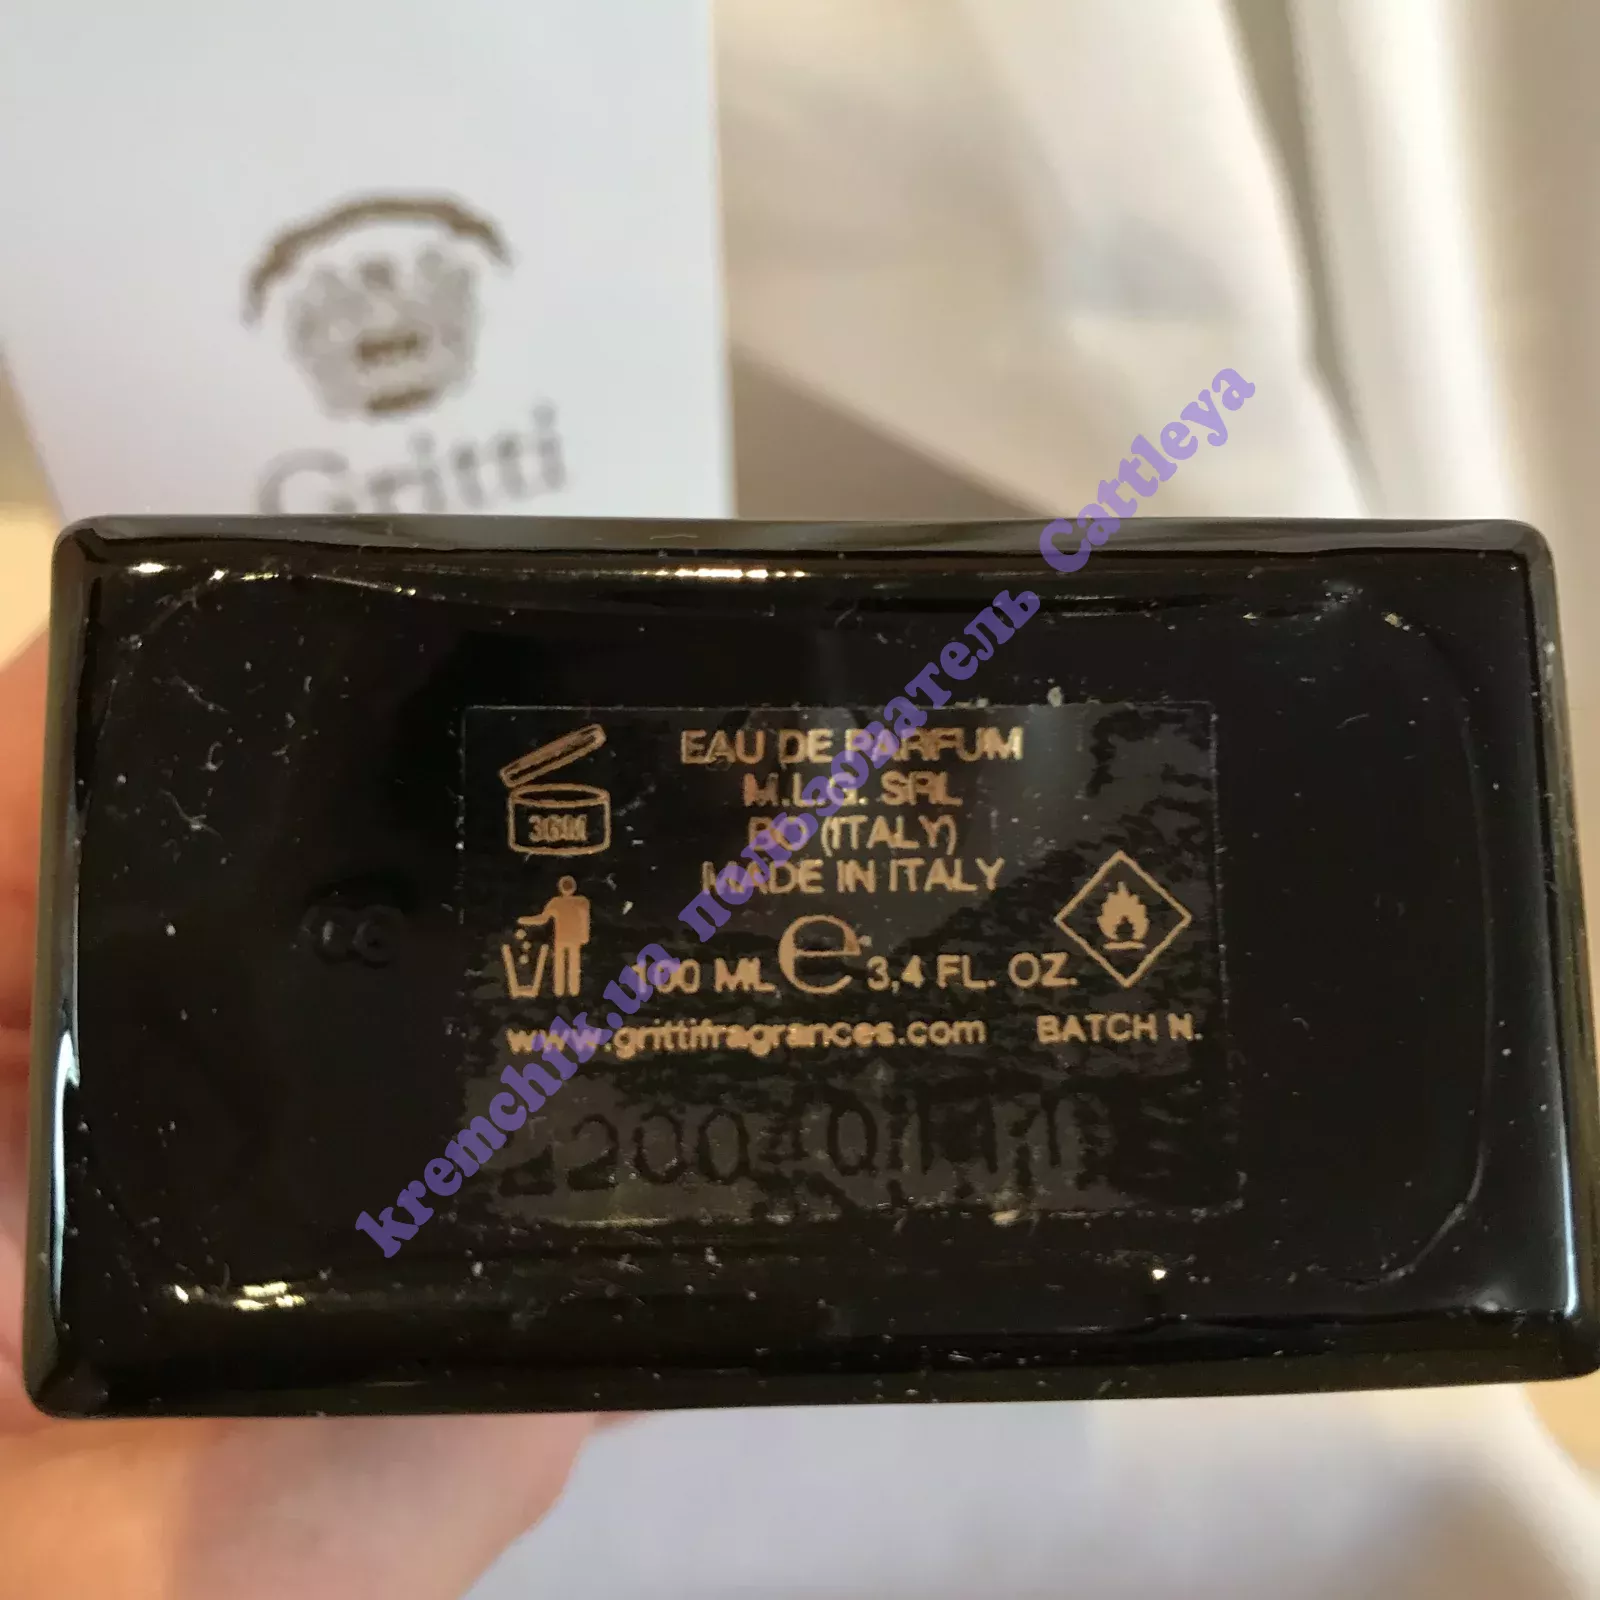 Gritti
EAU DE PARFUM
M.L.G. SRL
RO (ITALY)
MADE IN ITALY
36M
100 ML e 3,4 FL. OZ.
www.grittifragrances.com BATCH N.
kremchik.ua пользователь Cattleya